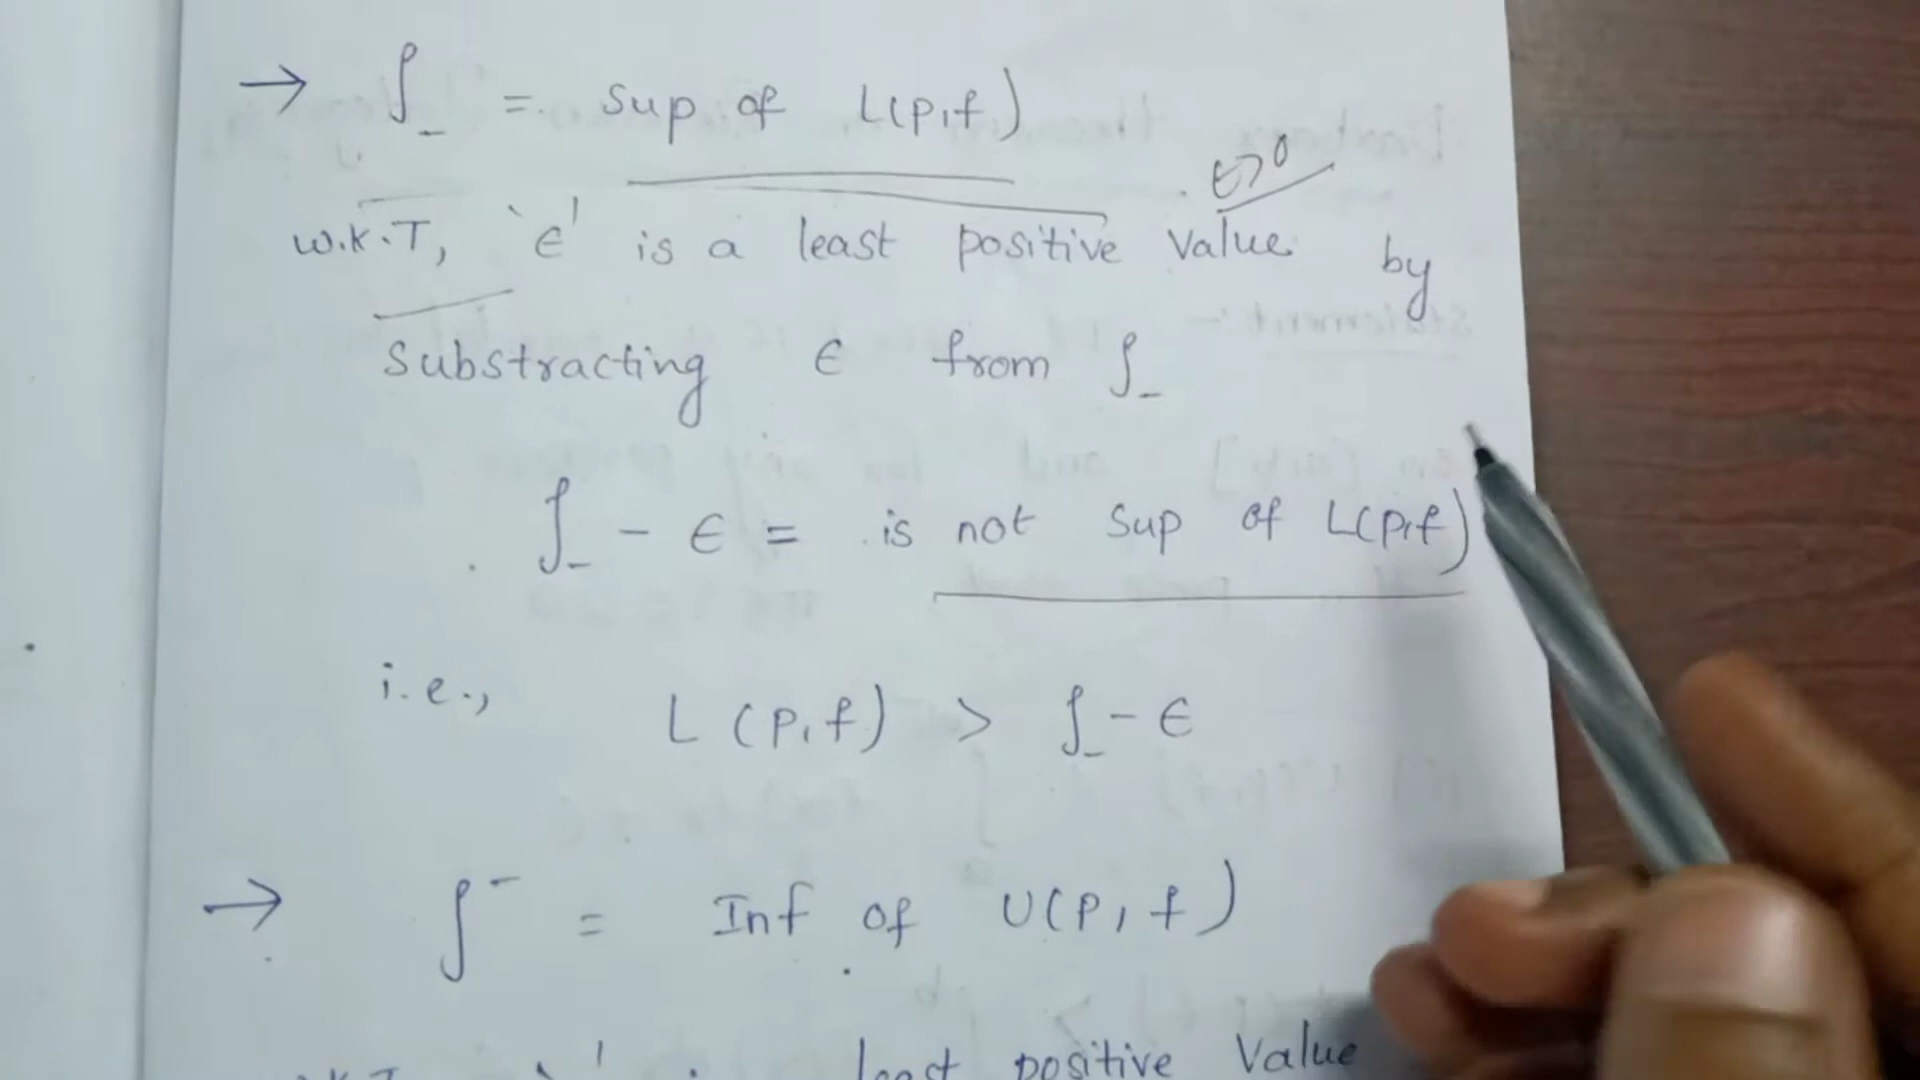 → ∫_ = sup of L(P,f)
ϵ>0
w.k.T, 'ϵ' is a least positive value by
substracting ϵ from ∫_
∫_ - ϵ = is not sup of L(P,f)
i.e., L (P,f) > ∫_ - ϵ
→ ∫‾ = Inf of U(P,f)
least positive Value